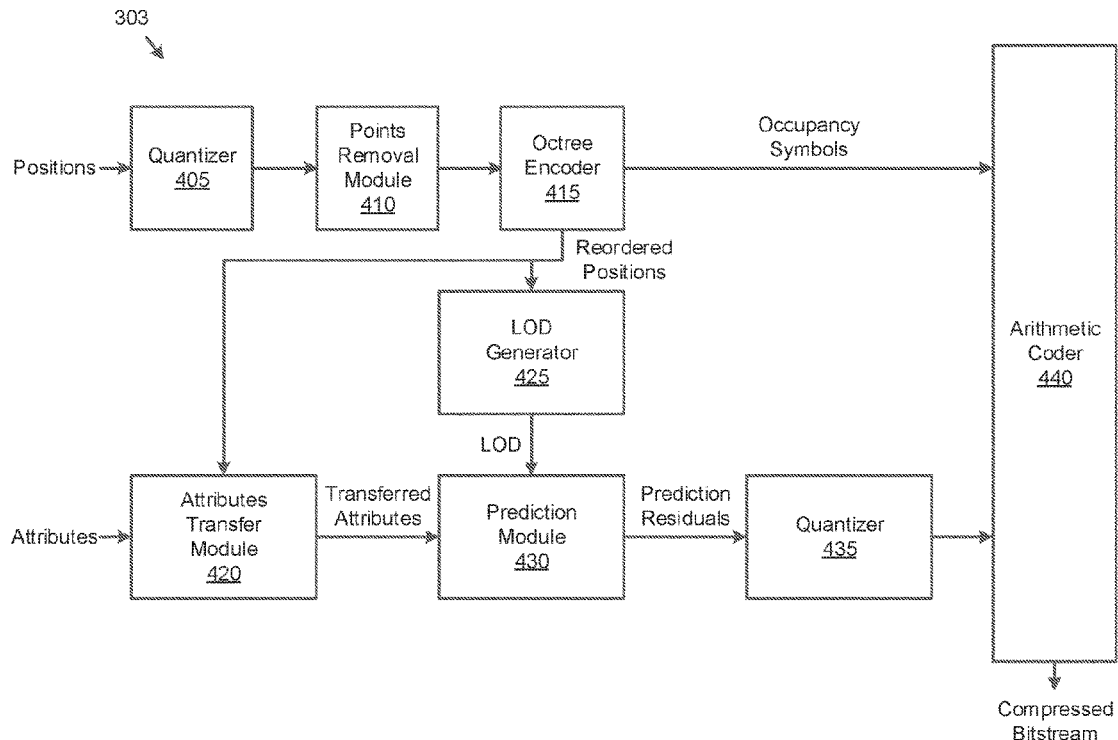 303
Positions
Quantizer
405
Points
Removal
Module
410
Octree
Encoder
415
Occupancy
Symbols
Reordered
Positions
LOD
Generator
425
LOD
Arithmetic
Coder
440
Attributes
Attributes
Transfer
Module
420
Transferred
Attributes
Prediction
Module
430
Prediction
Residuals
Quantizer
435
Compressed
Bitstream